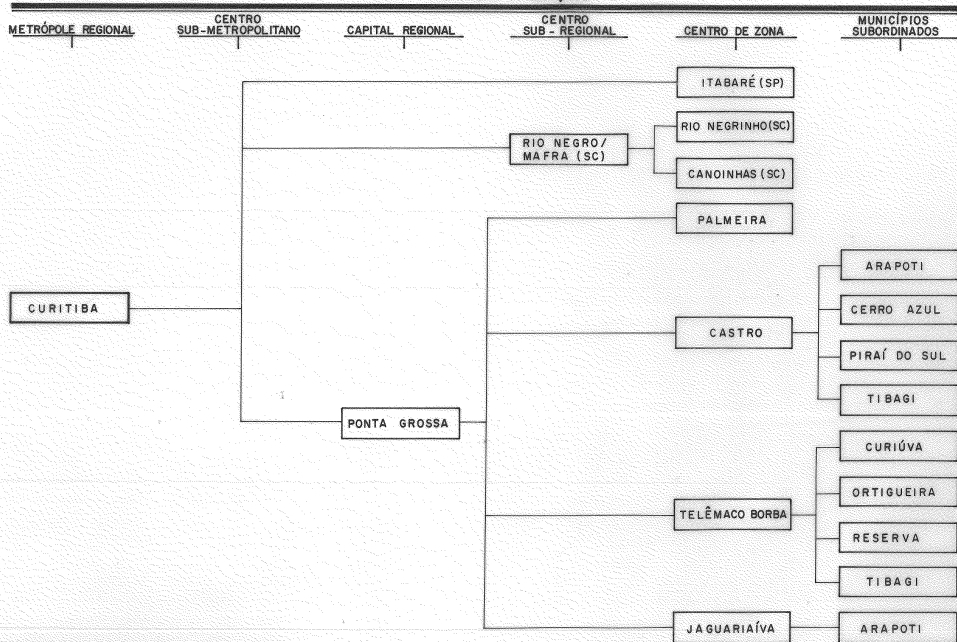 METRÓPOLE REGIONAL
CENTRO
SUB-METROPOLITANO
CAPITAL REGIONAL
CENTRO
SUB - REGIONAL
CENTRO DE ZONA
MUNICÍPIOS
SUBORDINADOS
ITABARÉ (SP)
RIO NEGRO/
MAFRA (SC)
RIO NEGRINHO(SC)
CANOINHAS (SC)
PALMEIRA
CURITIBA
CASTRO
ARAPOTI
CERRO AZUL
PIRAÍ DO SUL
TIBAGI
PONTA GROSSA
TELÊMACO BORBA
CURIÚVA
ORTIGUEIRA
RESERVA
TIBAGI
JAGUARIAÍVA
ARAPOTI